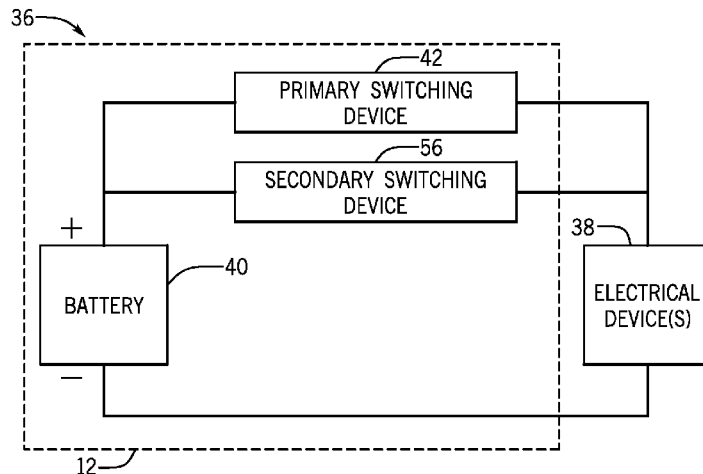 36
42
PRIMARY SWITCHING
DEVICE
56
SECONDARY SWITCHING
DEVICE
+
38
40
BATTERY
ELECTRICAL
DEVICE(S)
−
12